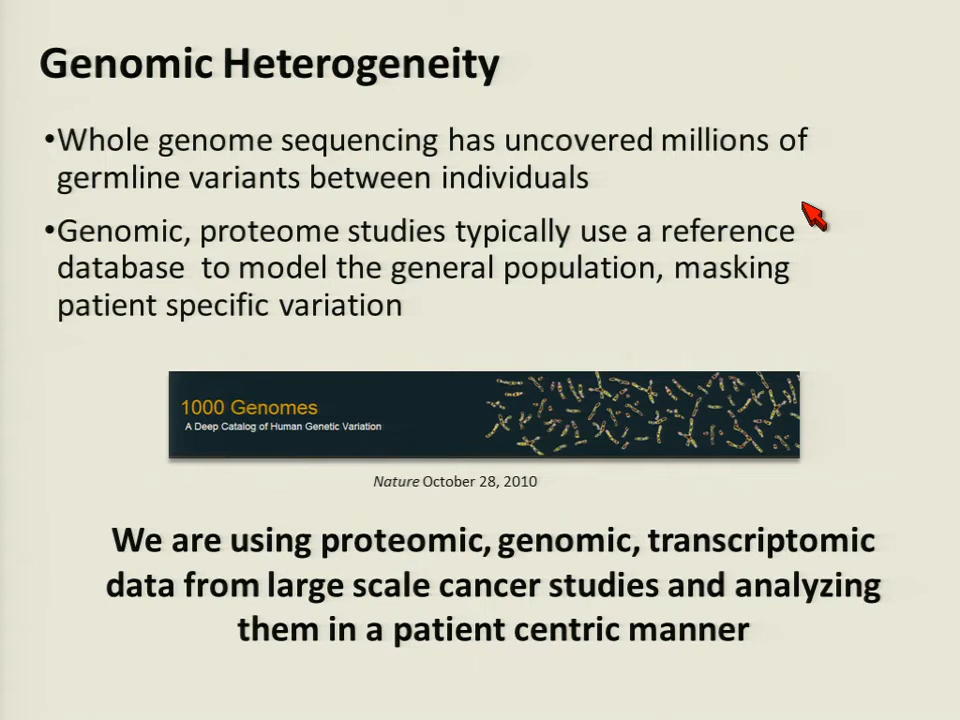 Genomic Heterogeneity
•Whole genome sequencing has uncovered millions of
germline variants between individuals
•Genomic, proteome studies typically use a reference
database to model the general population, masking
patient specific variation
1000 Genomes
A Deep Catalog of Human Genetic Variation
Nature October 28, 2010
We are using proteomic, genomic, transcriptomic
data from large scale cancer studies and analyzing
them in a patient centric manner